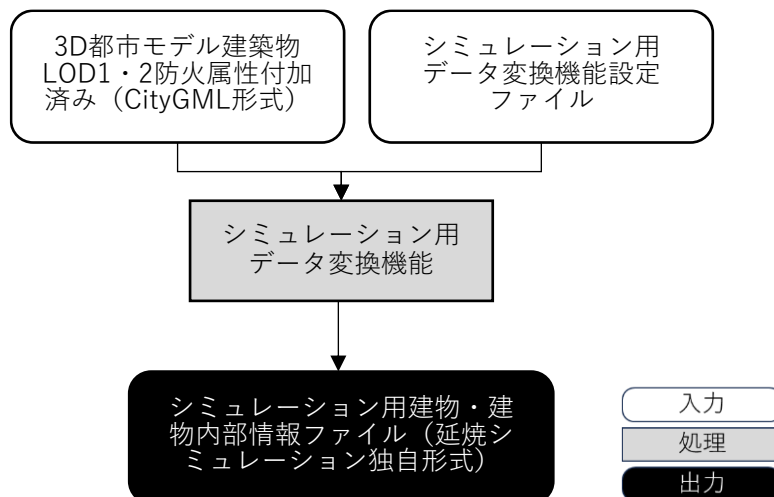 3D都市モデル建築物
LOD1・2防火属性付加
済み（CityGML形式）
シミュレーション用
データ変換機能設定
ファイル
シミュレーション用
データ変換機能
シミュレーション用建物・建
物内部情報ファイル（延焼シ
ミュレーション独自形式）
入力
処理
出力